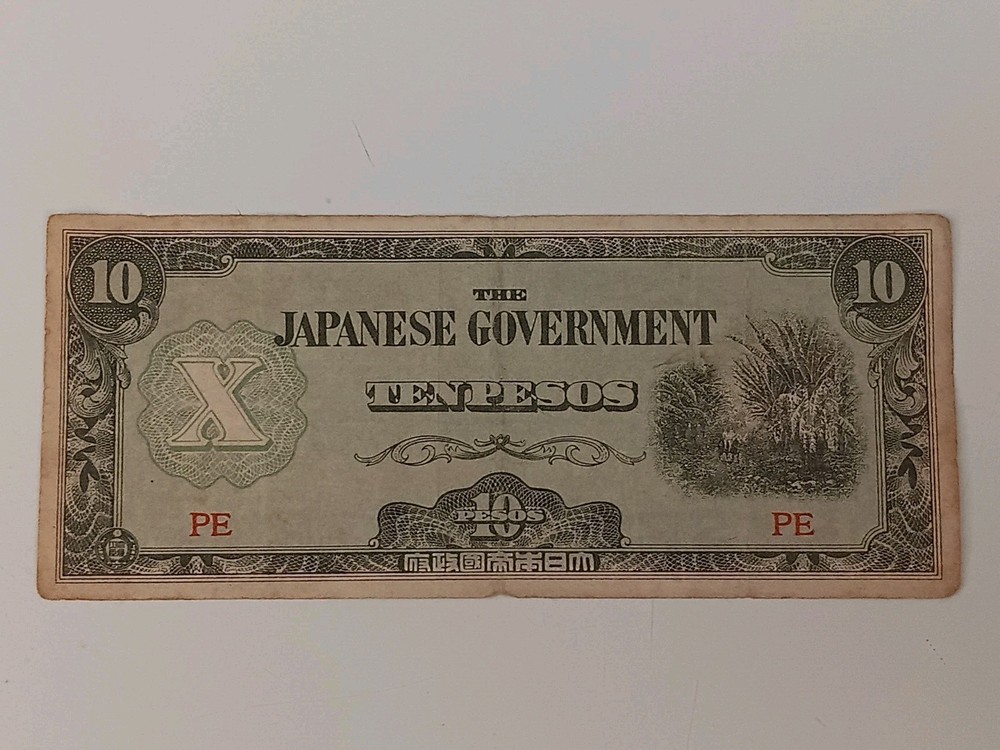 10 10
THE
JAPANESE GOVERNMENT
X
TEN PESOS
10
PESOS
PE PE
大日本帝國政府